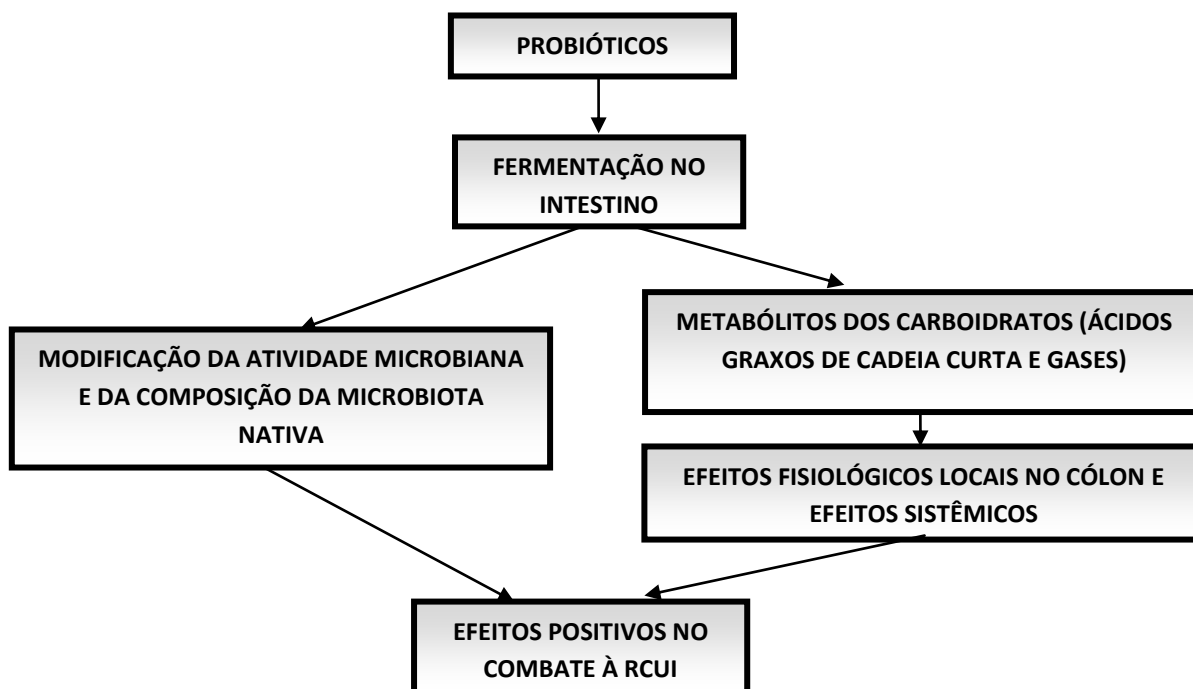 PROBIÓTICOS
FERMENTAÇÃO NO
INTESTINO
MODIFICAÇÃO DA ATIVIDADE MICROBIANA
E DA COMPOSIÇÃO DA MICROBIOTA
NATIVA
METABÓLITOS DOS CARBOIDRATOS (ÁCIDOS
GRAXOS DE CADEIA CURTA E GASES)
EFEITOS FISIOLÓGICOS LOCAIS NO CÓLON E
EFEITOS SISTÊMICOS
EFEITOS POSITIVOS NO
COMBATE À RCUI